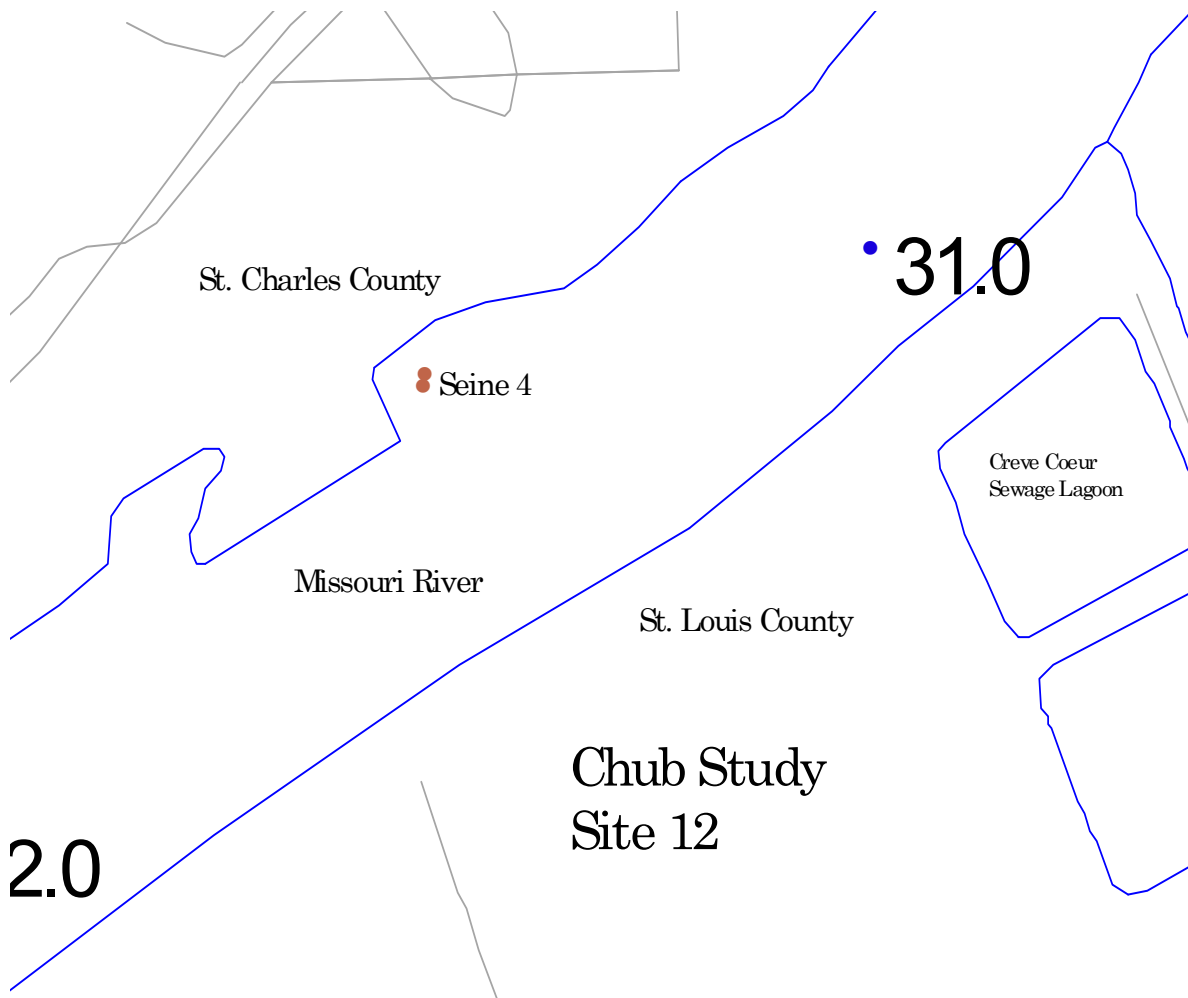 31.0
St. Charles County
Seine 4
Creve Coeur
Sewage Lagoon
Missouri River
St. Louis County
Chub Study
Site 12
2.0